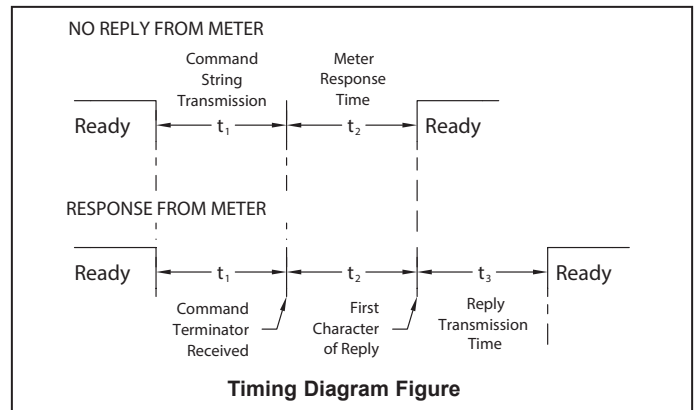 NO REPLY FROM METER
Command
String
Transmission
Meter
Response
Time
Ready t₁ t₂ Ready
RESPONSE FROM METER
Ready t₁ t₂ t₃ Ready
Command
Terminator
Received
First
Character
of Reply
Reply
Transmission
Time
Timing Diagram Figure